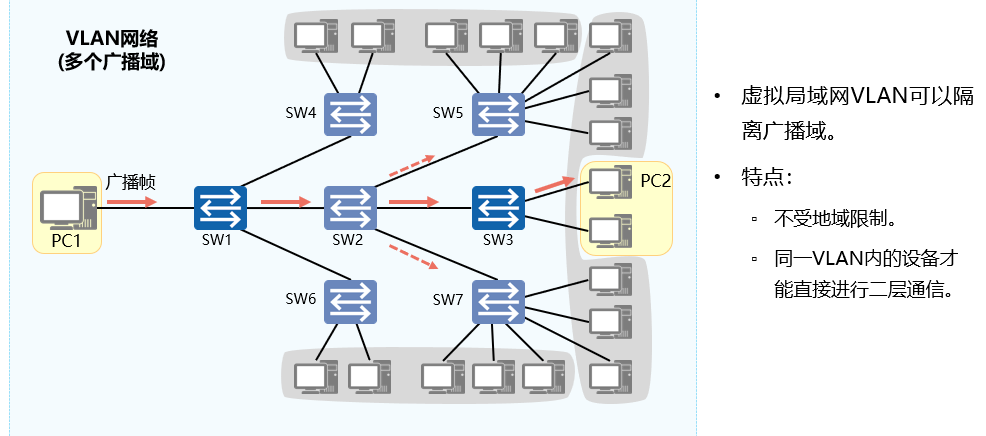 VLAN网络
(多个广播域)
SW4
SW5
广播帧
PC1
SW1
SW2
SW3
PC2
SW6
SW7
• 虚拟局域网VLAN可以隔
离广播域。
• 特点：
▫ 不受地域限制。
▫ 同一VLAN内的设备才
能直接进行二层通信。